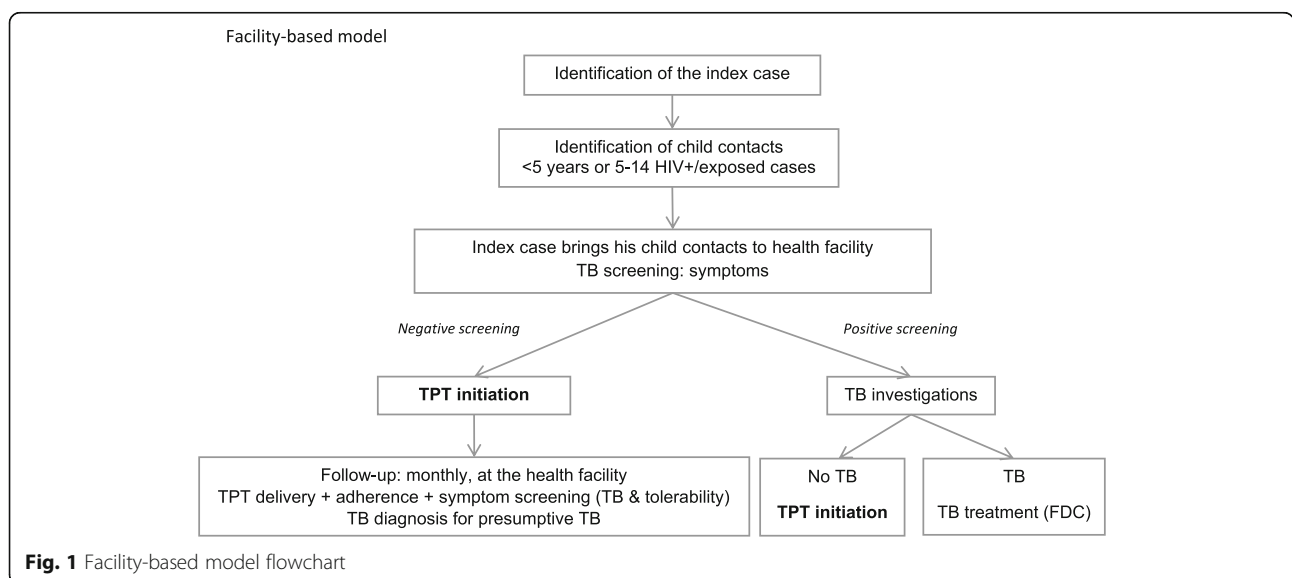 Facility-based model
Identification of the index case
Identification of child contacts
<5 years or 5-14 HIV+/exposed cases
Index case brings his child contacts to health facility
TB screening: symptoms
Negative screening
Positive screening
TPT initiation
TB investigations
Follow-up: monthly, at the health facility
TPT delivery + adherence + symptom screening (TB & tolerability)
TB diagnosis for presumptive TB
No TB
TPT initiation
TB
TB treatment (FDC)
Fig. 1 Facility-based model flowchart